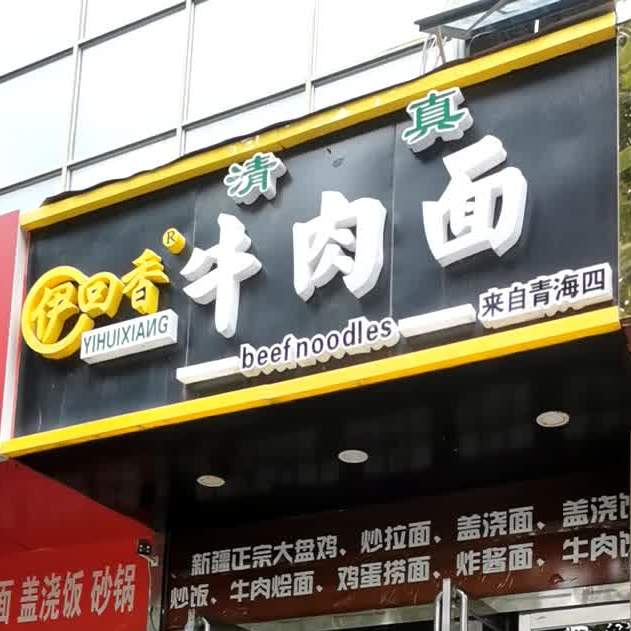 清真
伊回香®
YIHUIXIANG
牛肉面
beef noodles
来自青海四
新疆正宗大盘鸡、炒拉面、盖浇面、盖浇
炒饭、牛肉烩面、鸡蛋捞面、炸酱面、牛肉
面 盖浇饭 砂锅